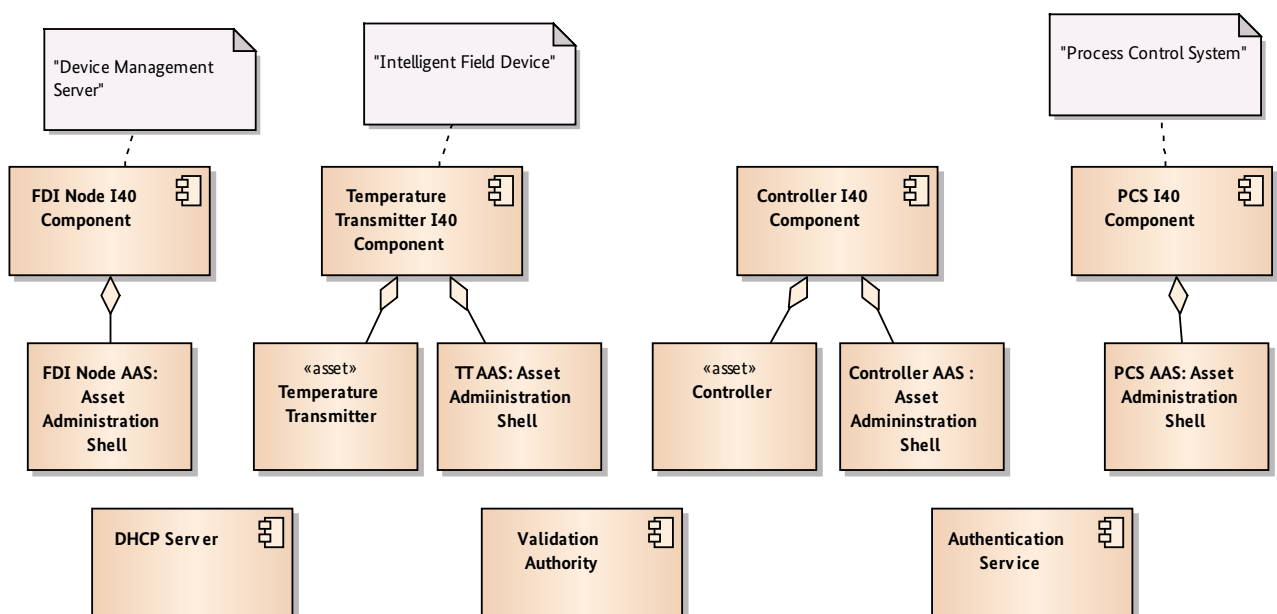 "Device Management
Server"
"Intelligent Field Device"
"Process Control System"
FDI Node I40
Component
Temperature
Transmitter I40
Component
Controller I40
Component
PCS I40
Component
FDI Node AAS:
Asset
Administration
Shell
«asset»
Temperature
Transmitter
TT AAS: Asset
Admiinistration
Shell
«asset»
Controller
Controller AAS :
Asset
Admininstration
Shell
PCS AAS: Asset
Administration
Shell
DHCP Server
Validation
Authority
Authentication
Service